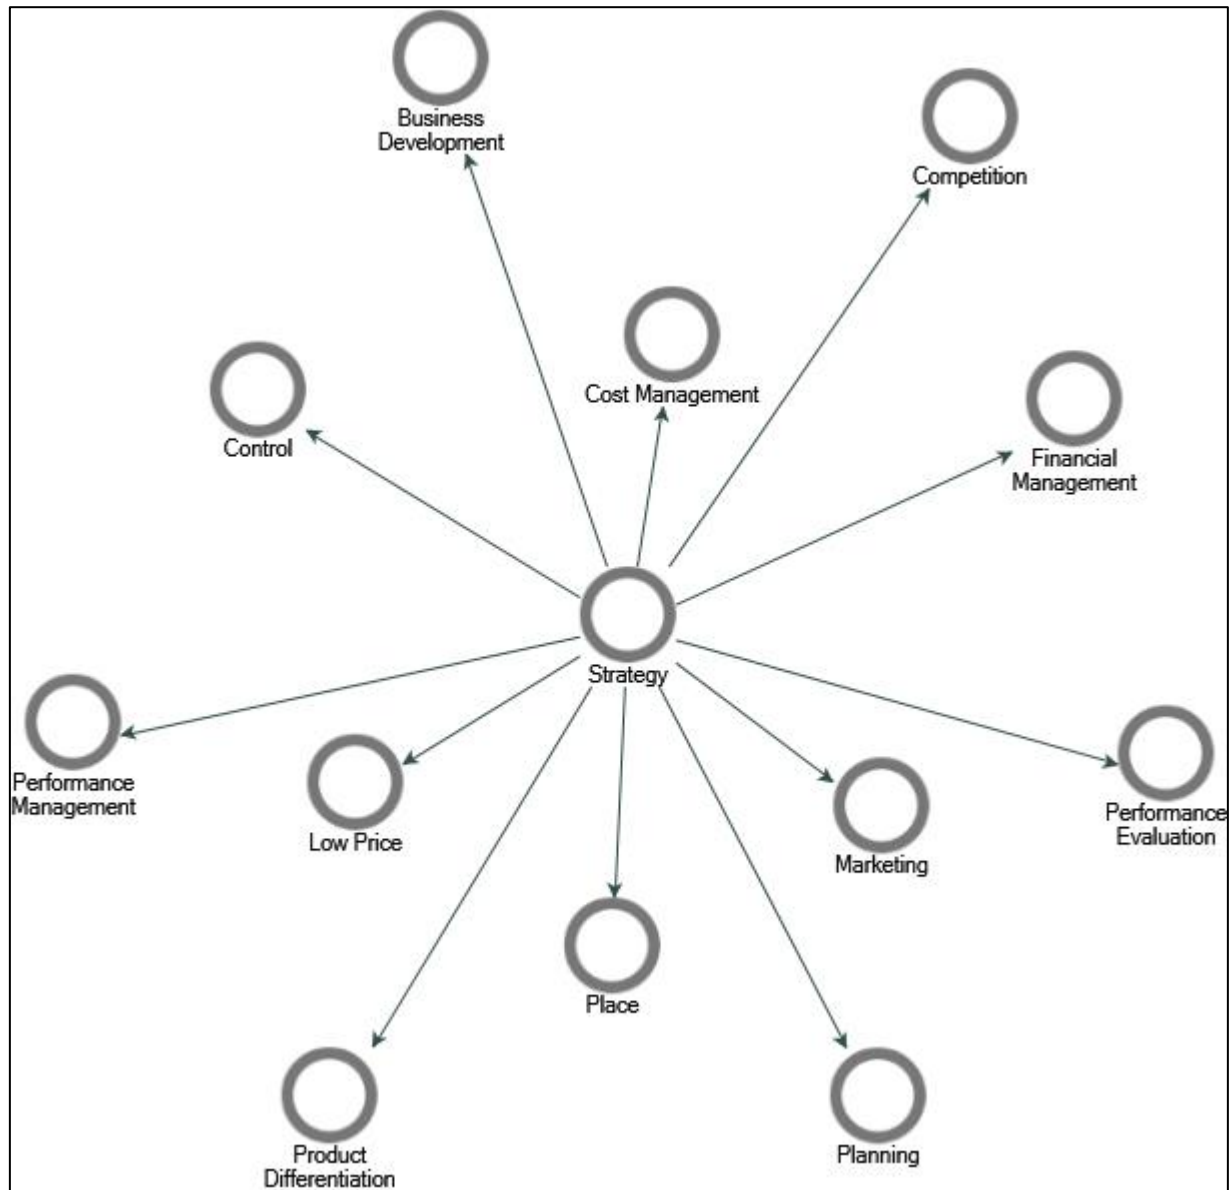 Business
Development
Competition
Cost Management
Control
Financial
Management
Strategy
Performance
Management
Low Price
Marketing
Performance
Evaluation
Place
Product
Differentiation
Planning